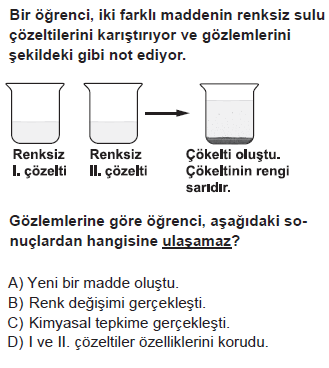 Bir öğrenci, iki farklı maddenin renksiz sulu
çözeltilerini karıştırıyor ve gözlemlerini
şekildeki gibi not ediyor.
Renksiz
I. çözelti
Renksiz
II. çözelti
Çökelti oluştu.
Çökeltinin rengi
sarıdır.
Gözlemlerine göre öğrenci, aşağıdaki so-
nuçlardan hangisine ulaşamaz?
A) Yeni bir madde oluştu.
B) Renk değişimi gerçekleşti.
C) Kimyasal tepkime gerçekleşti.
D) I ve II. çözeltiler özelliklerini korudu.